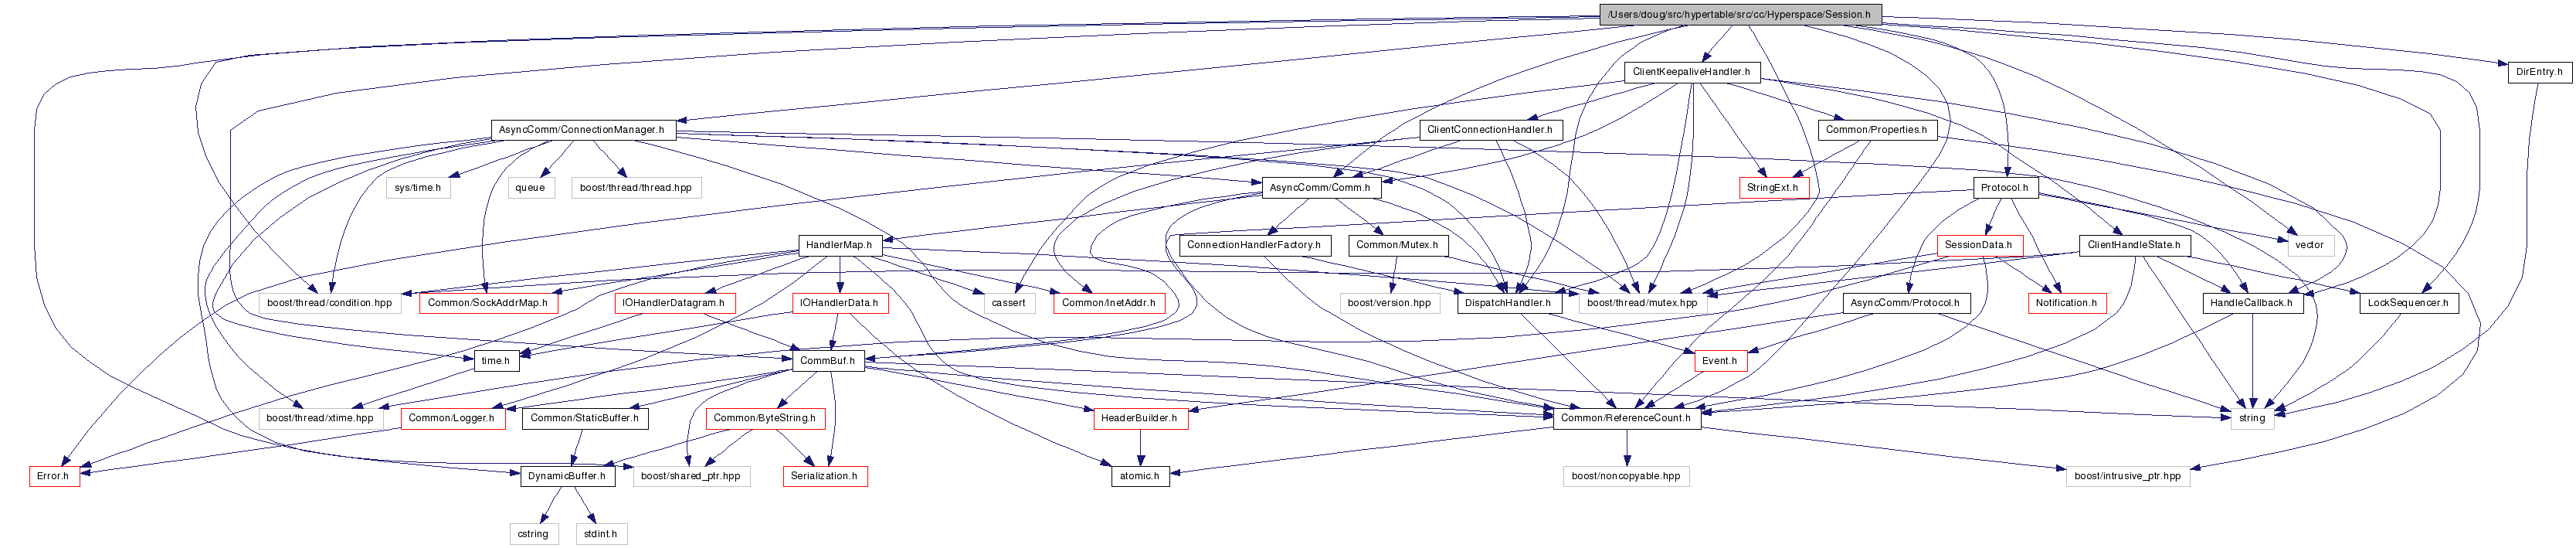 /Users/doug/src/hypertable/src/cc/Hyperspace/Session.h
ClientKeepaliveHandler.h
DirEntry.h
AsyncComm/ConnectionManager.h
ClientConnectionHandler.h
Common/Properties.h
sys/time.h
queue
boost/thread/thread.hpp
AsyncComm/Comm.h
StringExt.h
Protocol.h
HandlerMap.h
ConnectionHandlerFactory.h
Common/Mutex.h
SessionData.h
ClientHandleState.h
vector
boost/thread/condition.hpp
Common/SockAddrMap.h
IOHandlerDatagram.h
IOHandlerData.h
cassert
Common/InetAddr.h
boost/version.hpp
DispatchHandler.h
boost/thread/mutex.hpp
AsyncComm/Protocol.h
Notification.h
HandleCallback.h
LockSequencer.h
time.h
CommBuf.h
Event.h
boost/thread/xtime.hpp
Common/Logger.h
Common/StaticBuffer.h
Common/ByteString.h
HeaderBuilder.h
Common/ReferenceCount.h
string
Error.h
DynamicBuffer.h
boost/shared_ptr.hpp
Serialization.h
atomic.h
boost/noncopyable.hpp
boost/intrusive_ptr.hpp
cstring
stdint.h